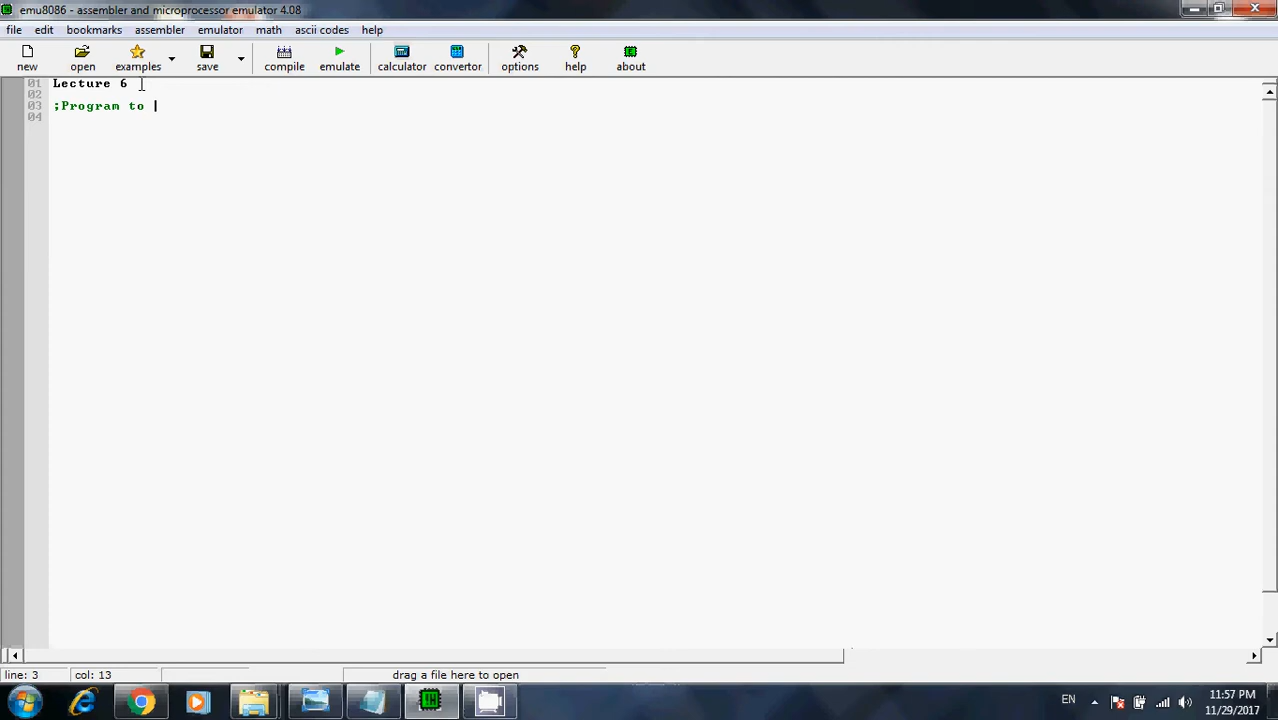 emu8086 - assembler and microprocessor emulator 4.08
file edit bookmarks assembler emulator math ascii codes help
new open examples save compile emulate calculator convertor options help about
01 Lecture 6
02
03 ;Program to
04
line: 3 col: 13 drag a file here to open
EN 11:57 PM
11/29/2017